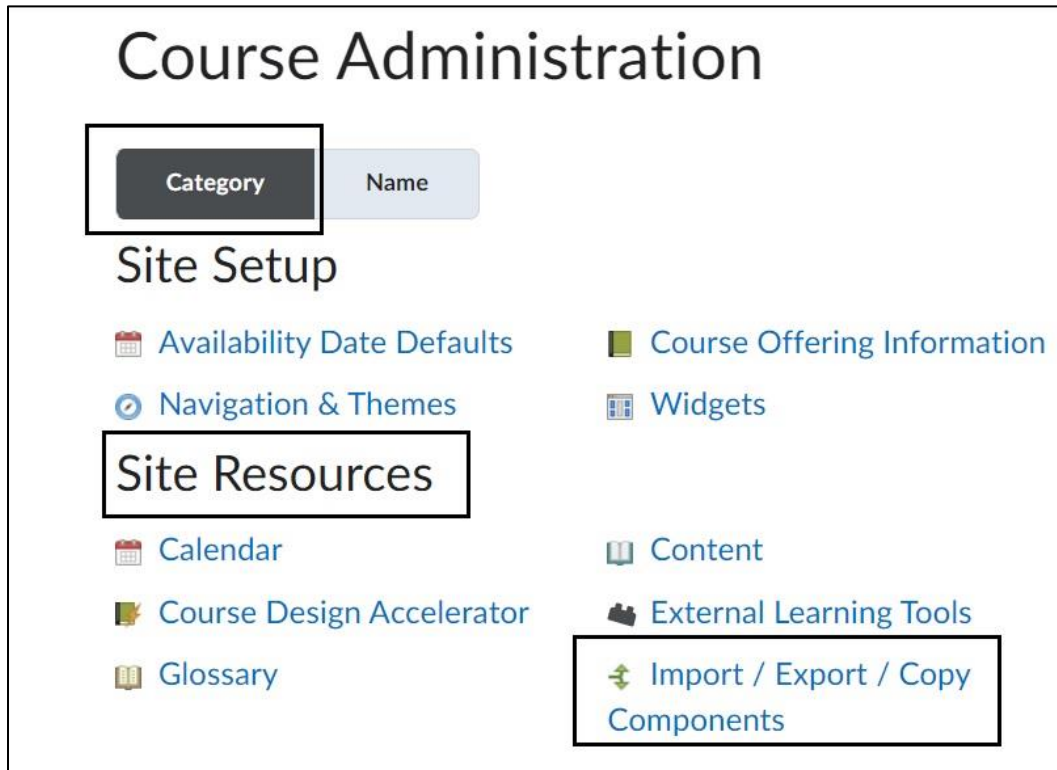 Course Administration
Category Name
Site Setup
Availability Date Defaults Course Offering Information
Navigation & Themes Widgets
Site Resources
Calendar Content
Course Design Accelerator External Learning Tools
Glossary Import / Export / Copy
Components